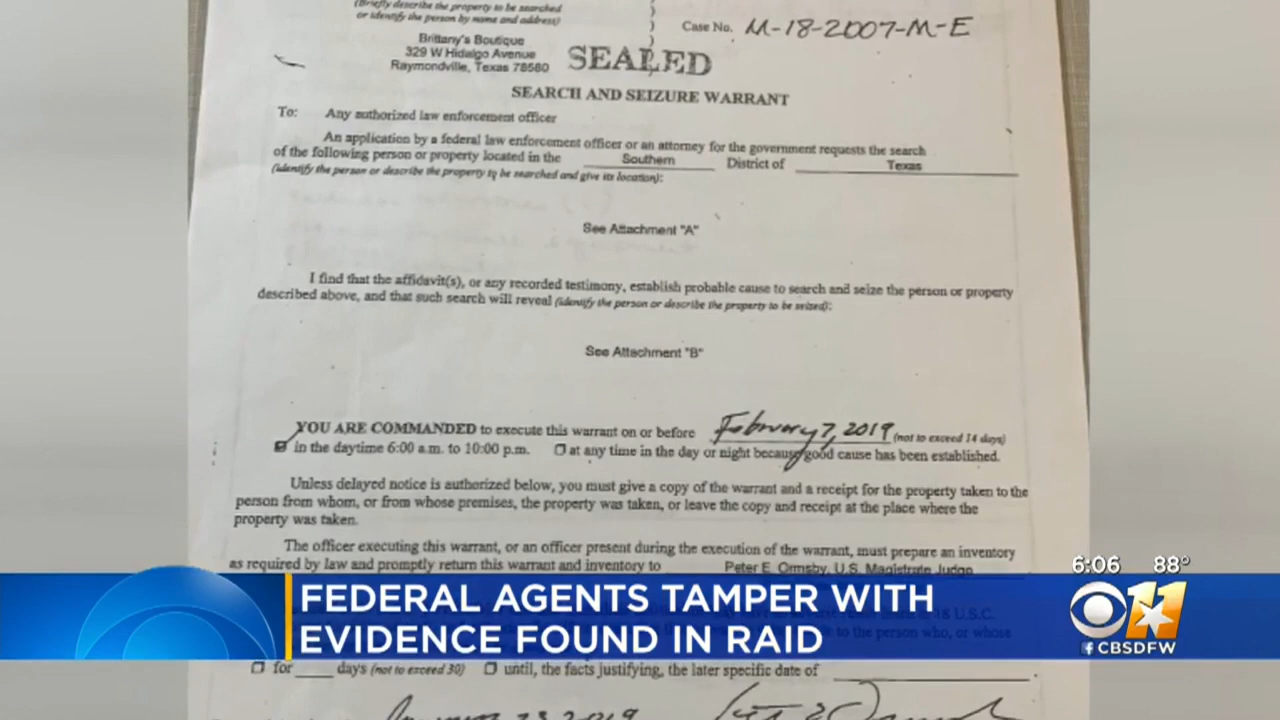 (Briefly describe the property to be searched
or identify the person by name and address)
Case No. M-18-2007-M-E
Brittany's Boutique
329 W Hidalgo Avenue
Raymondville, Texas 78580
SEALED
SEARCH AND SEIZURE WARRANT
To: Any authorized law enforcement officer
An application by a federal law enforcement officer or an attorney for the government requests the search
of the following person or property located in the Southern District of Texas
(identify the person or describe the property to be searched and give its location):
See Attachment "A"
I find that the affidavit(s), or any recorded testimony, establish probable cause to search and seize the person or property
described above, and that such search will reveal (identify the person or describe the property to be seized):
See Attachment "B"
YOU ARE COMMANDED to execute this warrant on or before February 7, 2019 (not to exceed 14 days)
in the daytime 6:00 a.m. to 10:00 p.m. at any time in the day or night because good cause has been established.
Unless delayed notice is authorized below, you must give a copy of the warrant and a receipt for the property taken to the
person from whom, or from whose premises, the property was taken, or leave the copy and receipt at the place where the
property was taken.
The officer executing this warrant, or an officer present during the execution of the warrant, must prepare an inventory
as required by law and promptly return this warrant and inventory to Peter E. Ormsby, U.S. Magistrate Judge
6:06 88°
FEDERAL AGENTS TAMPER WITH
EVIDENCE FOUND IN RAID
11
CBSDFW
18 U.S.C.
to the person who, or whose
for ____ days (not to exceed 30) until, the facts justifying, the later specific date of
2019